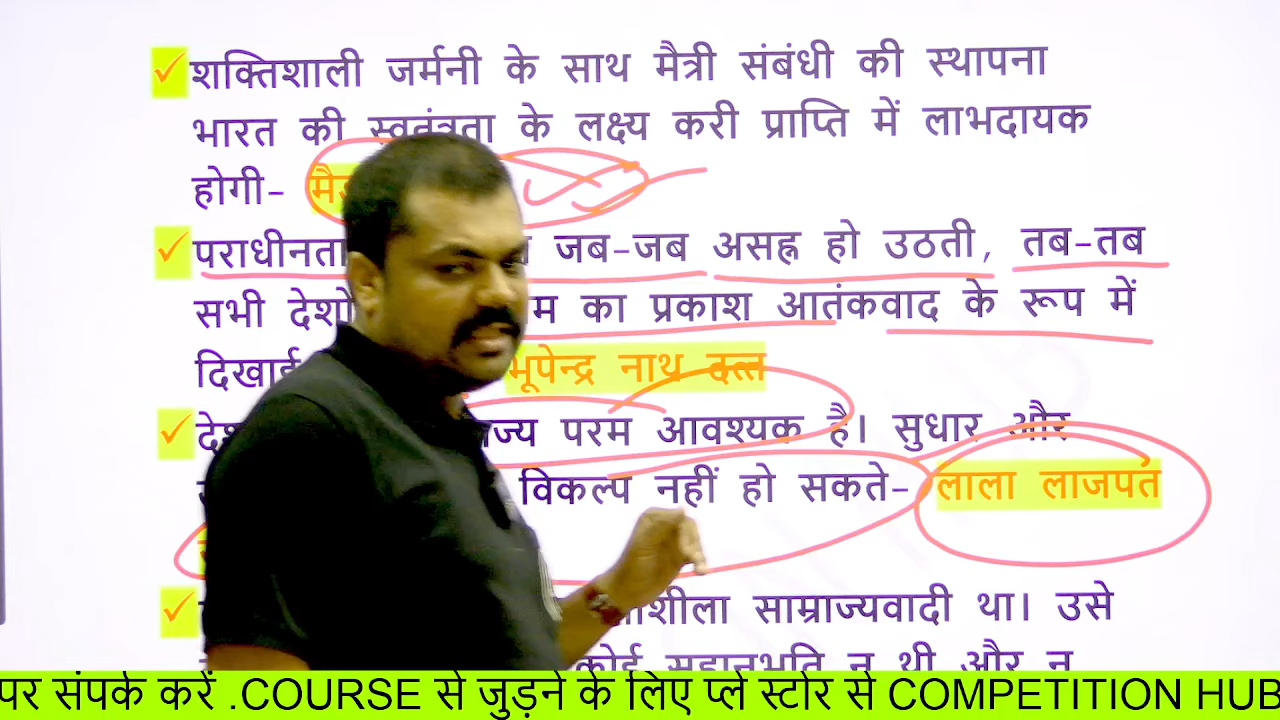 शक्तिशाली जर्मनी के साथ मैत्री संबंधी की स्थापना
भारत की स्वतंत्रता के लक्ष्य करी प्राप्ति में लाभदायक
होगी-
पराधीनता जब-जब असह्र हो उठती, तब-तब
सभी देशों का प्रकाश आतंकवाद के रूप में
दिखाई भूपेन्द्र नाथ दत्त
परम आवश्यक है। सुधार और
विकल्प नहीं हो सकते- लाला लाजपत
साम्राज्यवादी था। उसे
कोई सहानुभूति न थी और न
पर संपर्क करें .COURSE से जुड़ने के लिए प्ले स्टोर से COMPETITION HUB